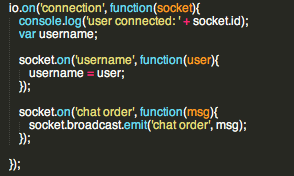 io.on('connection', function(socket){
console.log('user connected: ' + socket.id);
var username;
socket.on('username', function(user){
username = user;
});
socket.on('chat order', function(msg){
socket.broadcast.emit('chat order', msg);
});
});